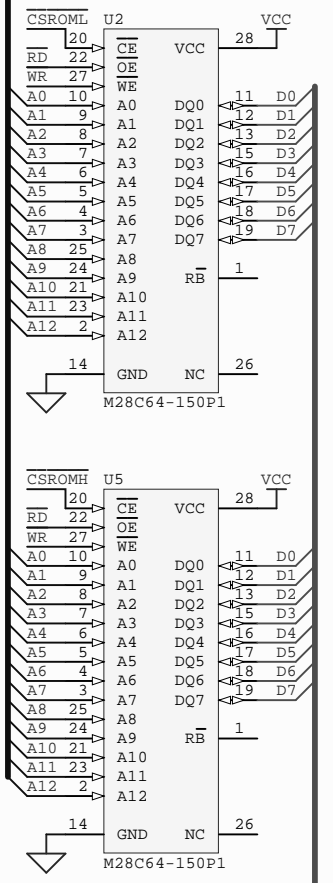 CSROML U2 VCC
20 CE VCC 28
RD 22 OE
WR 27 WE
A0 10 A0 DQ0 11 D0
A1 9 A1 DQ1 12 D1
A2 8 A2 DQ2 13 D2
A3 7 A3 DQ3 15 D3
A4 6 A4 DQ4 16 D4
A5 5 A5 DQ5 17 D5
A6 4 A6 DQ6 18 D6
A7 3 A7 DQ7 19 D7
A8 25 A8
A9 24 A9 RB 1
A10 21 A10
A11 23 A11
A12 2 A12
14 GND NC 26
M28C64-150P1
CSROMH U5 VCC
20 CE VCC 28
RD 22 OE
WR 27 WE
A0 10 A0 DQ0 11 D0
A1 9 A1 DQ1 12 D1
A2 8 A2 DQ2 13 D2
A3 7 A3 DQ3 15 D3
A4 6 A4 DQ4 16 D4
A5 5 A5 DQ5 17 D5
A6 4 A6 DQ6 18 D6
A7 3 A7 DQ7 19 D7
A8 25 A8
A9 24 A9 RB 1
A10 21 A10
A11 23 A11
A12 2 A12
14 GND NC 26
M28C64-150P1